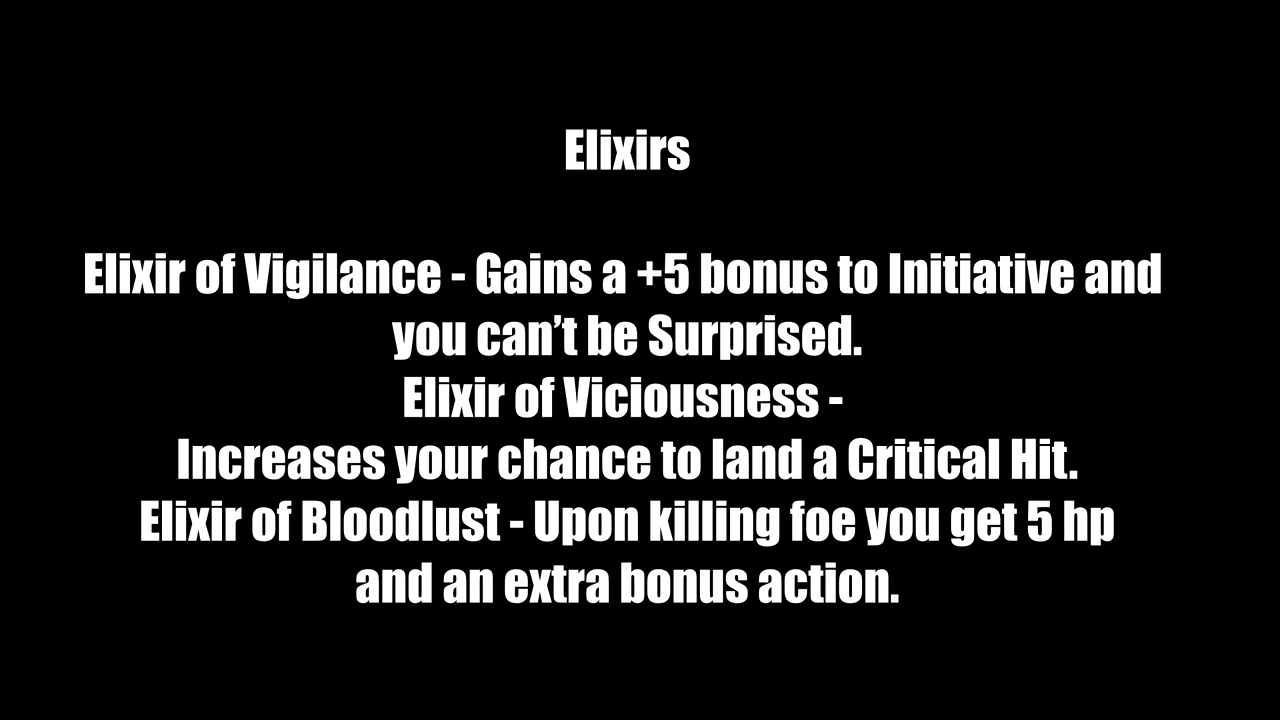 Elixirs
Elixir of Vigilance - Gains a +5 bonus to Initiative and
you can’t be Surprised.
Elixir of Viciousness -
Increases your chance to land a Critical Hit.
Elixir of Bloodlust - Upon killing foe you get 5 hp
and an extra bonus action.